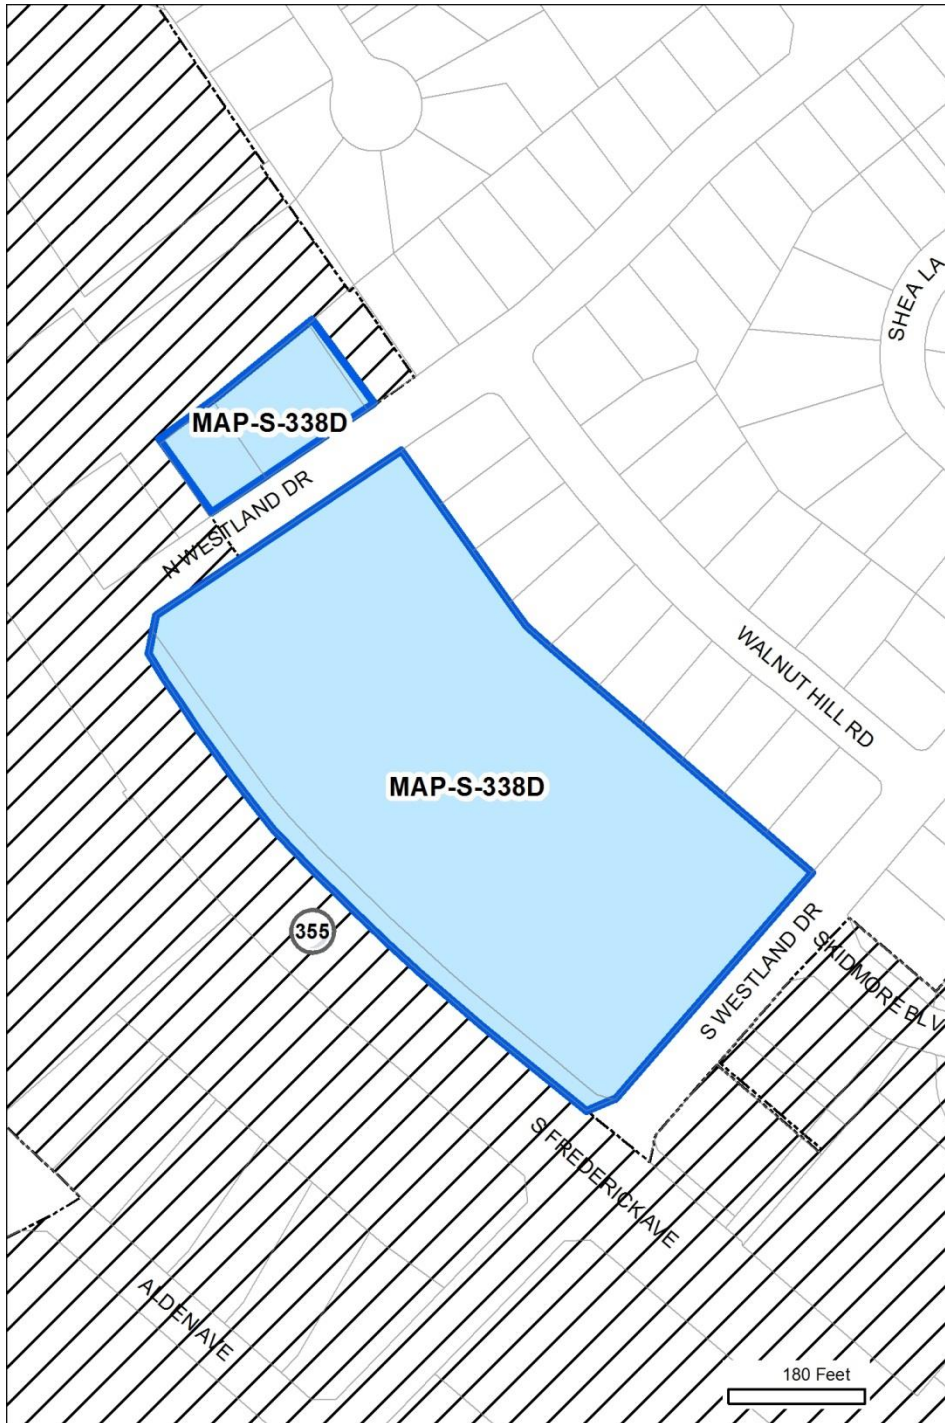 SHEA LA
MAP-S-338D
N WESTLAND DR
WALNUT HILL RD
MAP-S-338D
355
S WESTLAND DR
SKIDMORE BLV
S FREDERICK AVE
ALDEN AVE
180 Feet